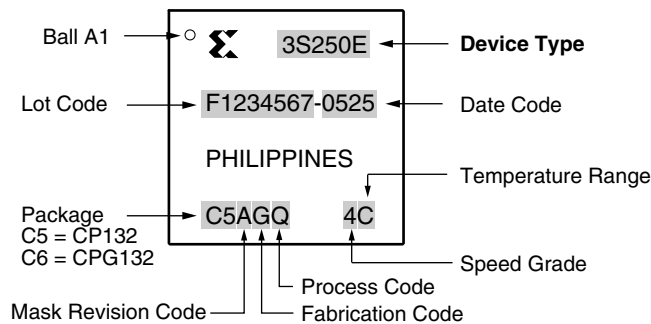 Ball A1
3S250E
Device Type
Lot Code
F1234567-0525
Date Code
PHILIPPINES
Temperature Range
Package
C5 = CP132
C6 = CPG132
C5AGQ
4C
Speed Grade
Process Code
Mask Revision Code
Fabrication Code